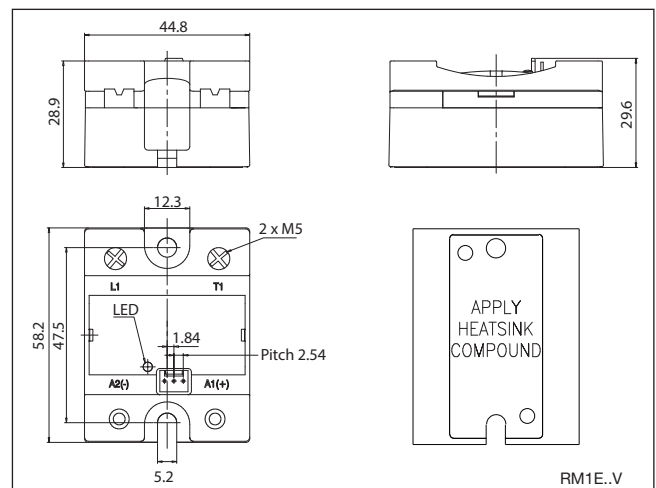 44.8
28.9
29.6
12.3
2 x M5
L1
T1
LED
1.84
Pitch 2.54
58.2
47.5
A2(-)
A1(+)
5.2
APPLY
HEATSINK
COMPOUND
RM1E..V